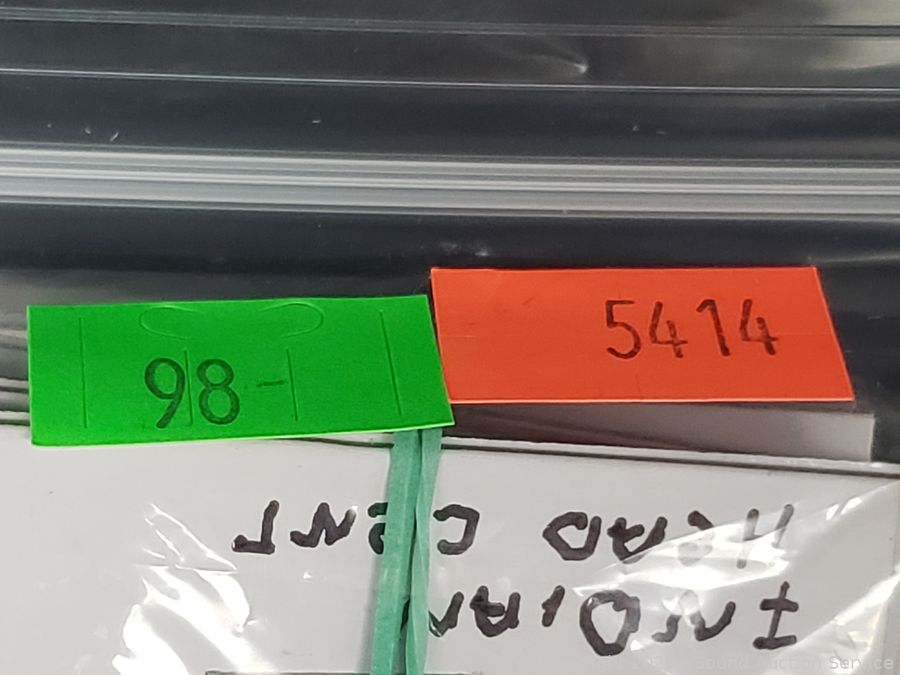 98-
5414
INDIAN
HEAD CENT
Sound Auction Service